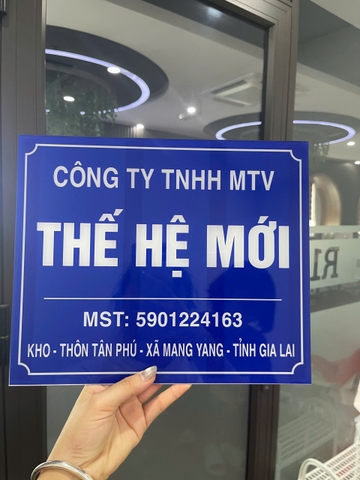 CÔNG TY TNHH MTV
THẾ HỆ MỚI
MST: 5901224163
KHO - THÔN TÂN PHÚ - XÃ MANG YANG - TỈNH GIA LAI
R1